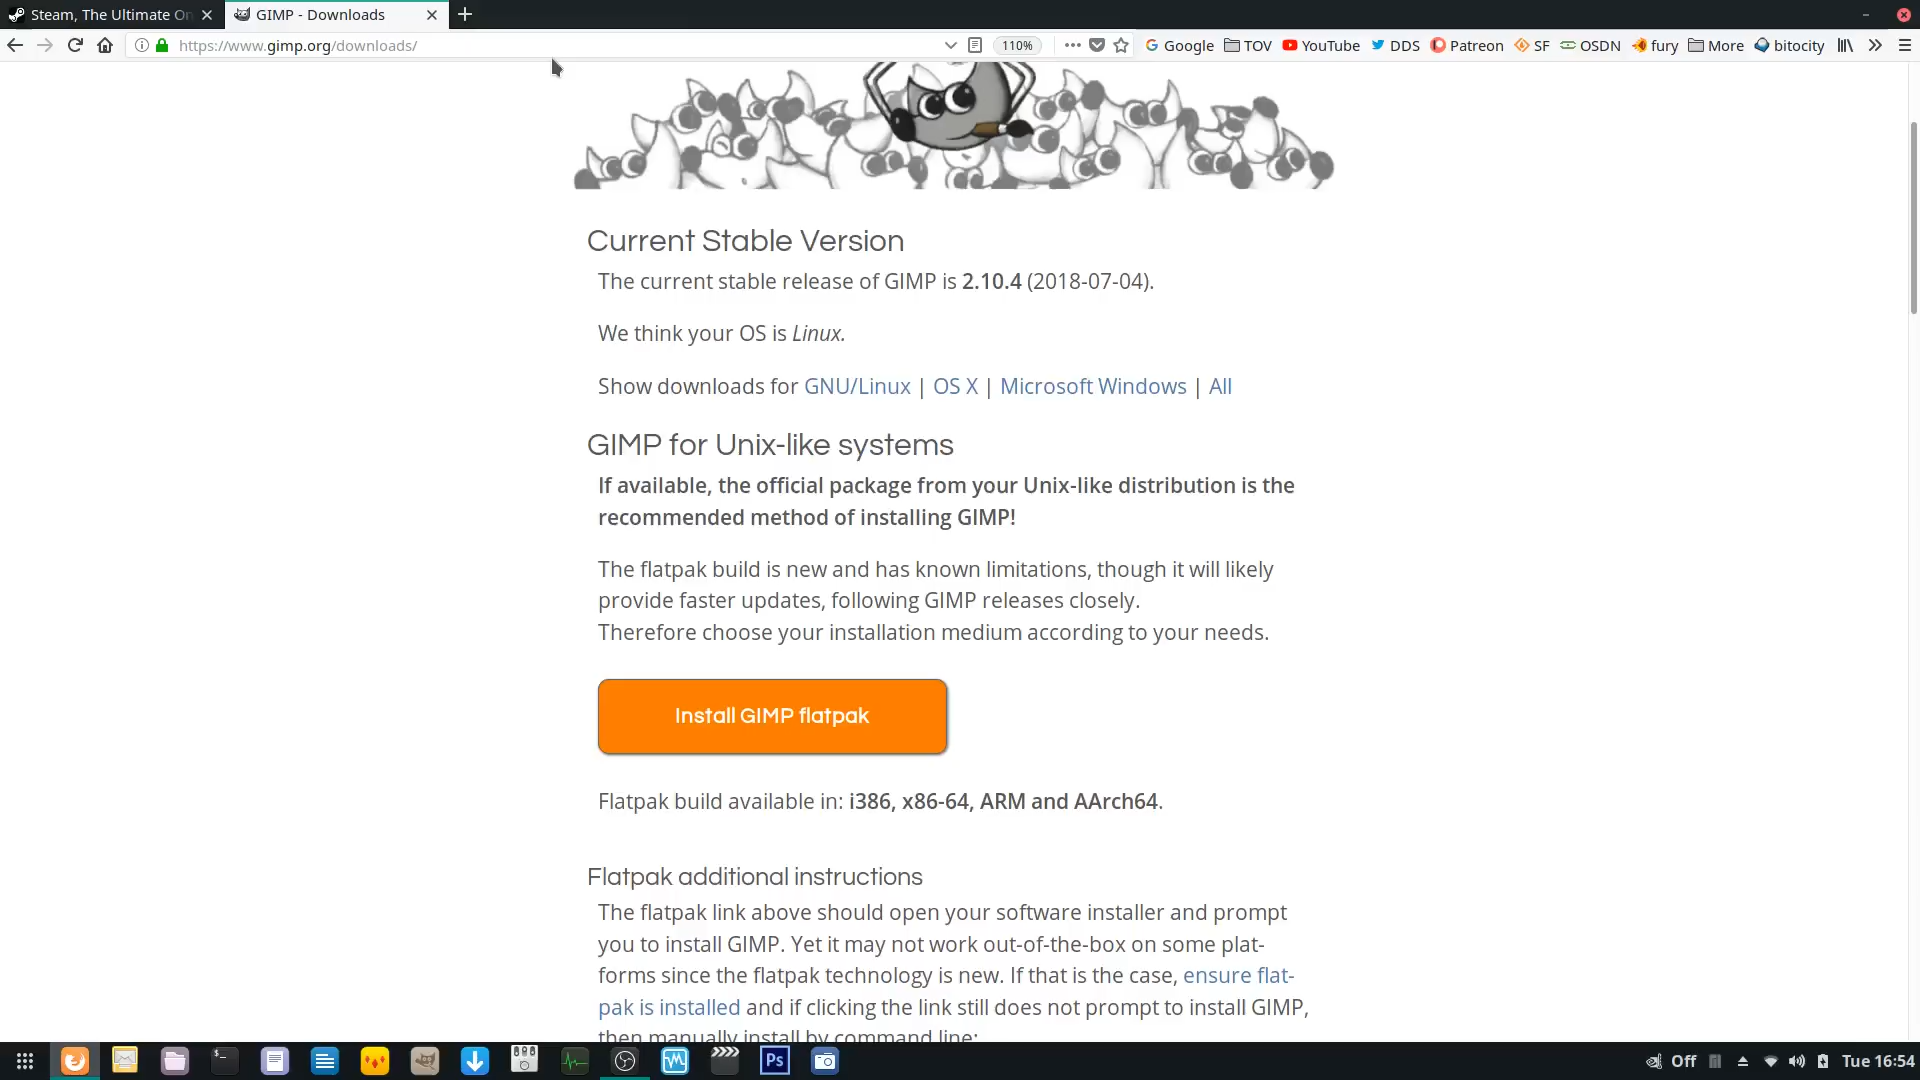 Steam, The Ultimate On
GIMP - Downloads
https://www.gimp.org/downloads/
110%
Google
TOV
YouTube
DDS
Patreon
SF
OSDN
fury
More
bitocity
Current Stable Version
The current stable release of GIMP is 2.10.4 (2018-07-04).
We think your OS is Linux.
Show downloads for GNU/Linux | OS X | Microsoft Windows | All
GIMP for Unix-like systems
If available, the official package from your Unix-like distribution is the
recommended method of installing GIMP!
The flatpak build is new and has known limitations, though it will likely
provide faster updates, following GIMP releases closely.
Therefore choose your installation medium according to your needs.
Install GIMP flatpak
Flatpak build available in: i386, x86-64, ARM and AArch64.
Flatpak additional instructions
The flatpak link above should open your software installer and prompt
you to install GIMP. Yet it may not work out-of-the-box on some plat-
forms since the flatpak technology is new. If that is the case, ensure flat-
pak is installed and if clicking the link still does not prompt to install GIMP,
then manually install by command line:
Ps
Off
Tue 16:54